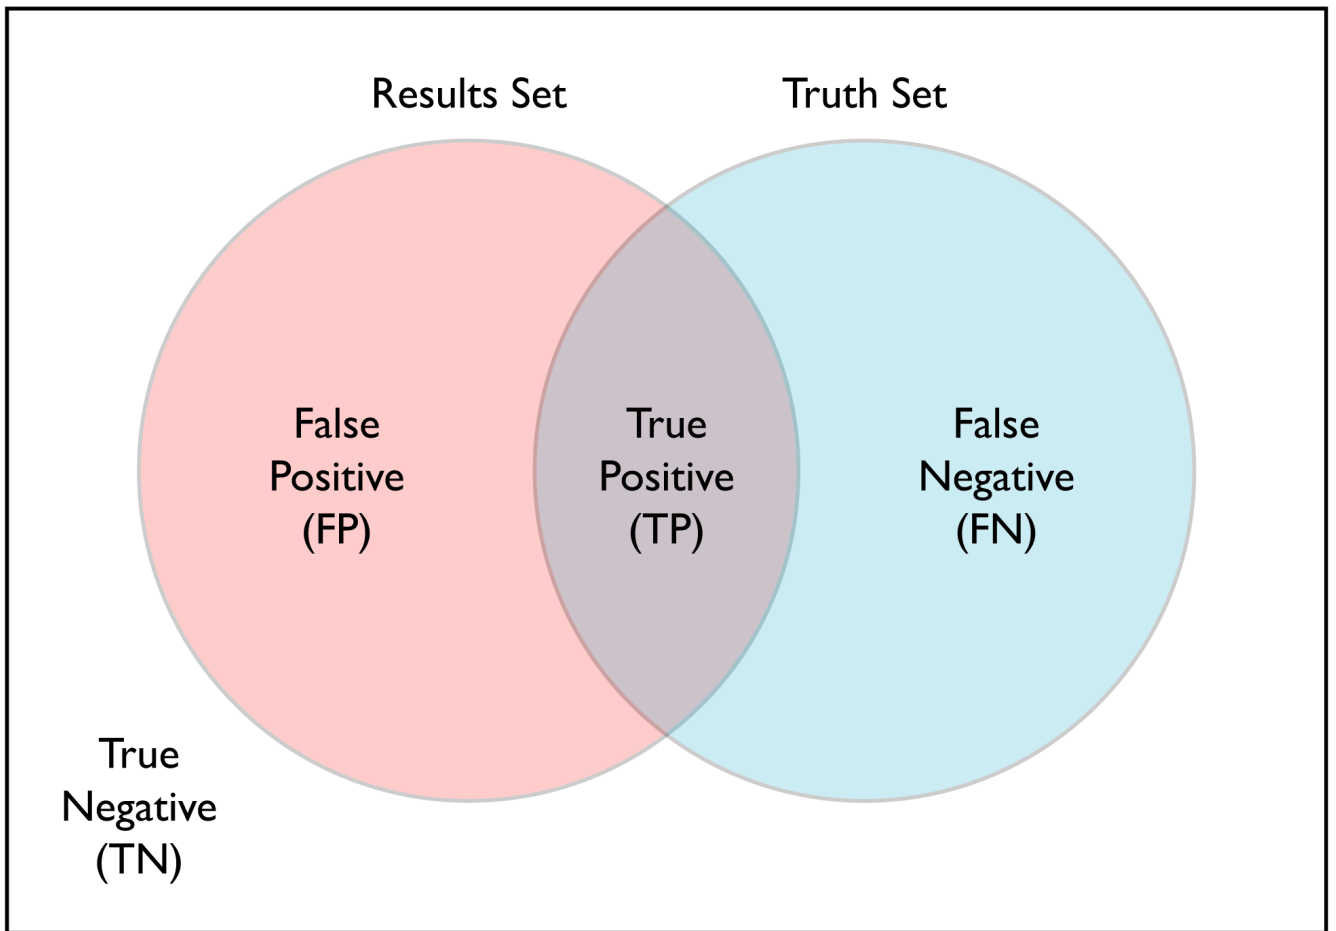 Results Set
Truth Set
False
Positive
(FP)
True
Positive
(TP)
False
Negative
(FN)
True
Negative
(TN)